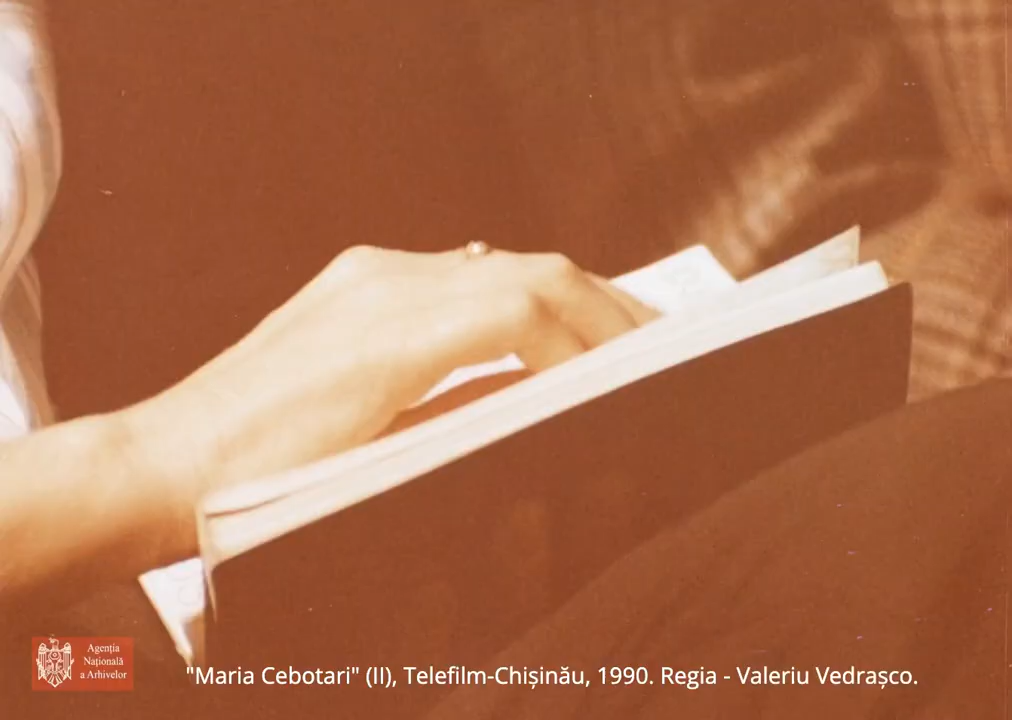 Agenția
Națională
a Arhivelor
"Maria Cebotari" (II), Telefilm-Chișinău, 1990. Regia - Valeriu Vedrașco.